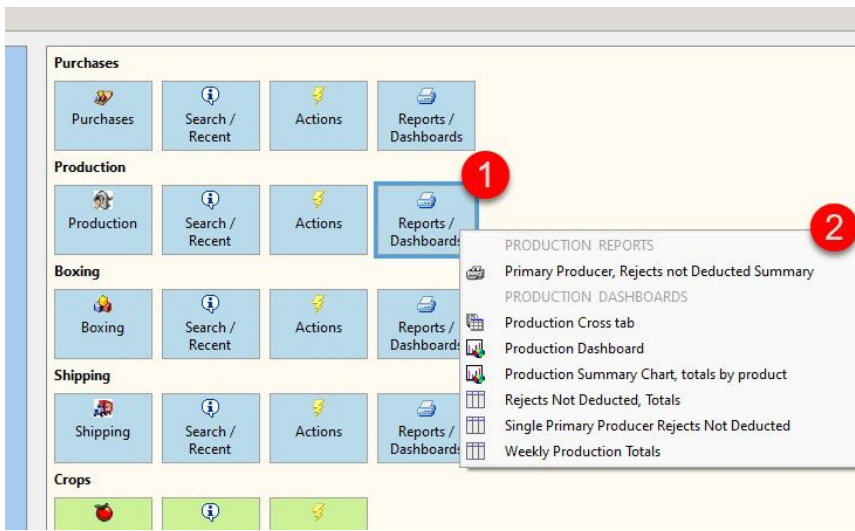 Purchases
Purchases
Search /
Recent
Actions
Reports /
Dashboards
Production
1
Production
Search /
Recent
Actions
Reports /
Dashboards
2
PRODUCTION REPORTS
Primary Producer, Rejects not Deducted Summary
PRODUCTION DASHBOARDS
Production Cross tab
Production Dashboard
Production Summary Chart, totals by product
Rejects Not Deducted, Totals
Single Primary Producer Rejects Not Deducted
Weekly Production Totals
Boxing
Boxing
Search /
Recent
Actions
Reports /
Dashboards
Shipping
Shipping
Search /
Recent
Actions
Reports /
Dashboards
Crops